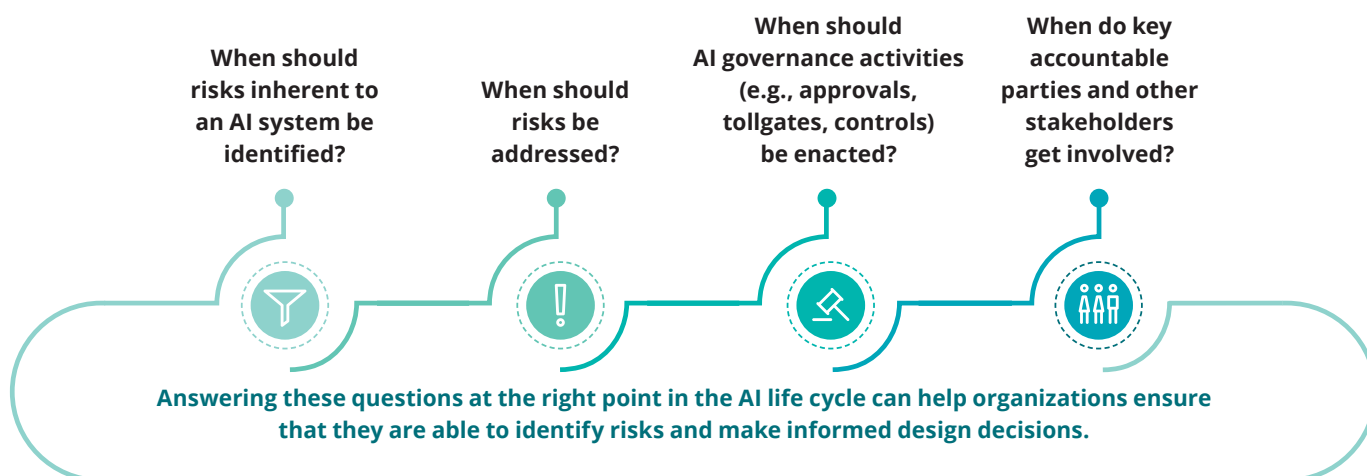 When should
risks inherent to
an AI system be
identified?
When should
risks be
addressed?
When should
AI governance activities
(e.g., approvals,
tollgates, controls)
be enacted?
When do key
accountable
parties and other
stakeholders
get involved?
Answering these questions at the right point in the AI life cycle can help organizations ensure
that they are able to identify risks and make informed design decisions.